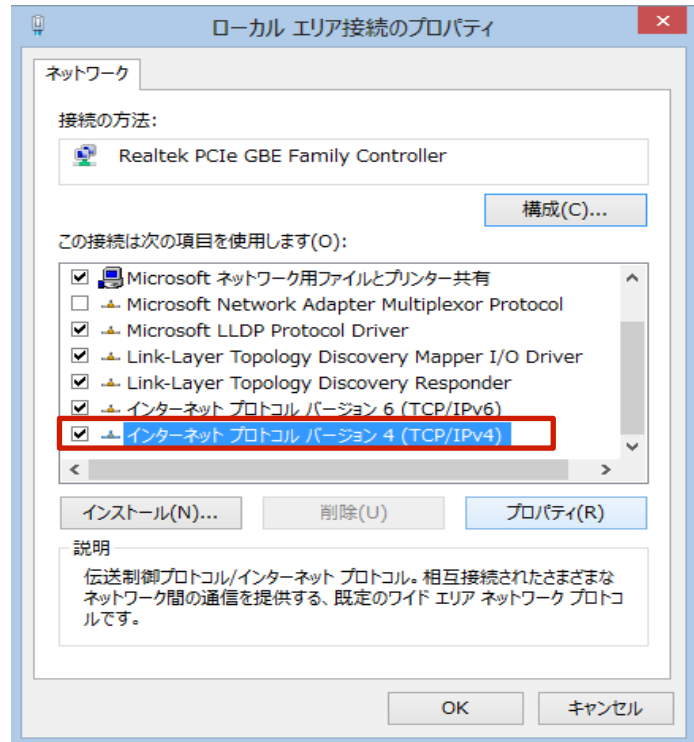 ローカル エリア接続のプロパティ
ネットワーク
接続の方法:
Realtek PCIe GBE Family Controller
構成(C)...
この接続は次の項目を使用します(O):
Microsoft ネットワーク用ファイルとプリンター共有
Microsoft Network Adapter Multiplexor Protocol
Microsoft LLDP Protocol Driver
Link-Layer Topology Discovery Mapper I/O Driver
Link-Layer Topology Discovery Responder
インターネット プロトコル バージョン 6 (TCP/IPv6)
インターネット プロトコル バージョン 4 (TCP/IPv4)
インストール(N)...
削除(U)
プロパティ(R)
説明
伝送制御プロトコル/インターネット プロトコル。相互接続されたさまざまな
ネットワーク間の通信を提供する、既定のワイド エリア ネットワーク プロトコ
ルです。
OK
キャンセル